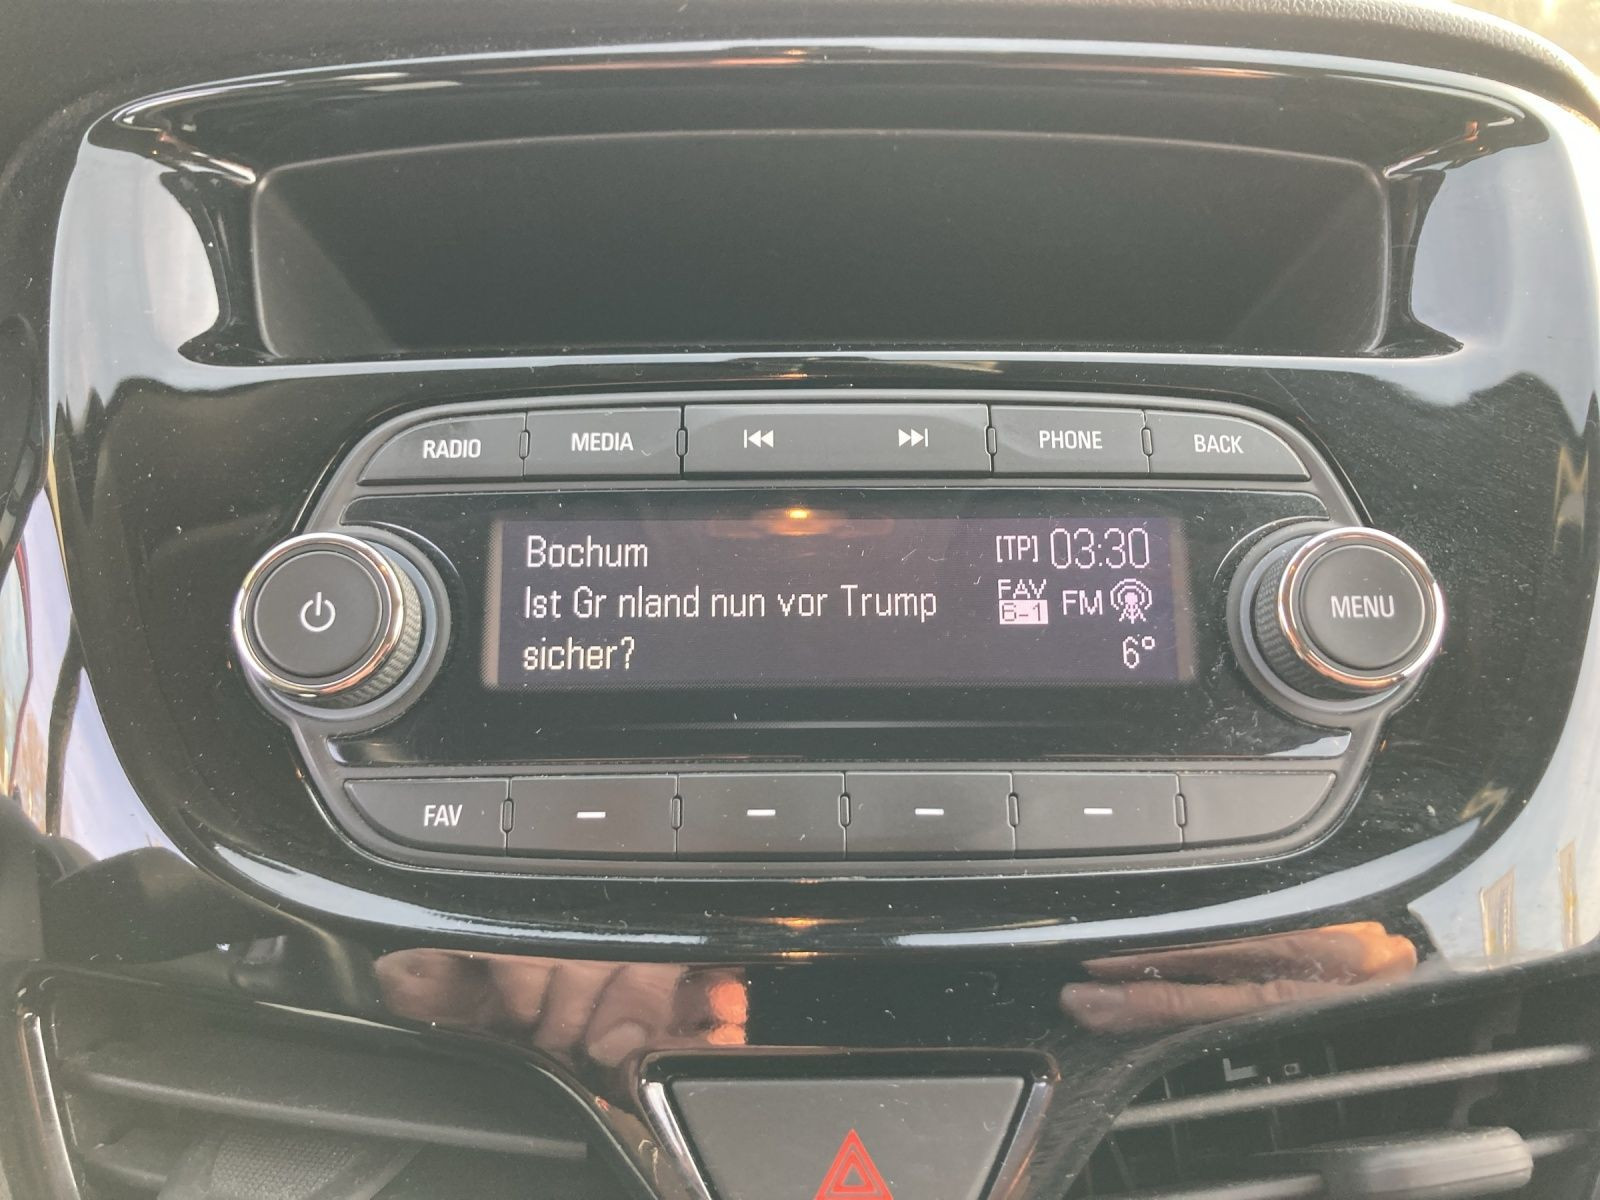 RADIO MEDIA PHONE BACK
Bochum [TP] 03:30
Ist Gr nland nun vor Trump FAV 6-1 FM
sicher? 6°
MENU
FAV